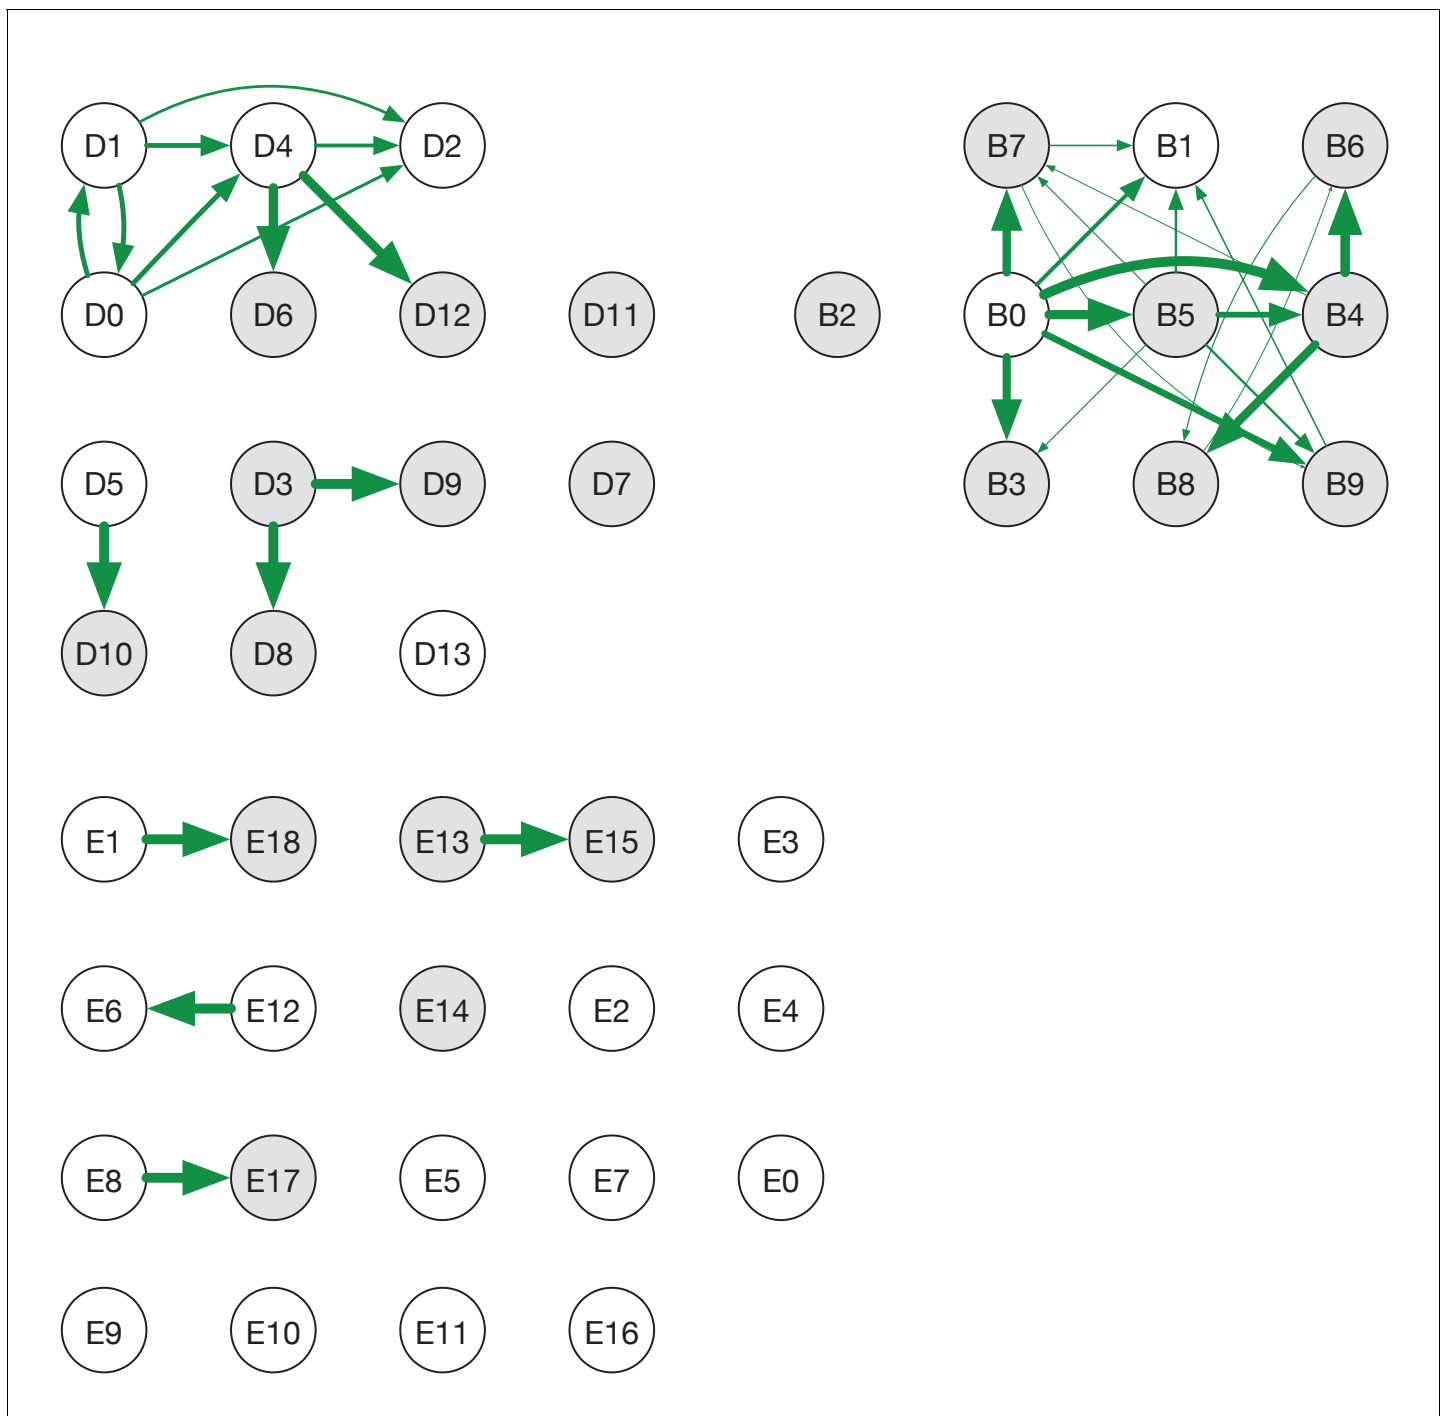 D1 D4 D2 B7 B1 B6
D0 D6 D12 D11 B2 B0 B5 B4
D5 D3 D9 D7 B3 B8 B9
D10 D8 D13
E1 E18 E13 E15 E3
E6 E12 E14 E2 E4
E8 E17 E5 E7 E0
E9 E10 E11 E16